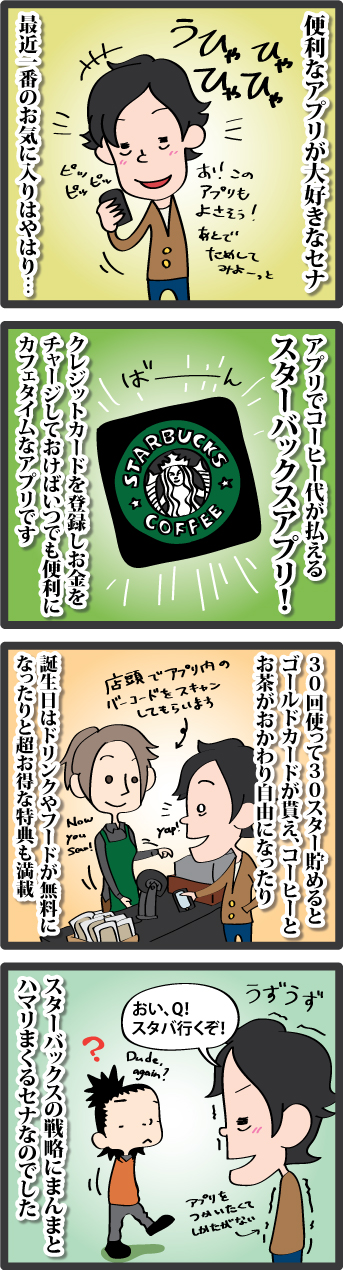 便利なアプリが大好きなセナ
うひゃひゃ
ひゃひゃ
お！この
アプリも
よさそう！
あとで
ためして
みよーっと
ピッ
ピッピッ
ピッ
最近一番のお気に入りはやはり…
アプリでコーヒー代が払える
スターバックスアプリ！
ばーーん
STARBUCKS
COFFEE
クレジットカードを登録しお金を
チャージしておけばいつでも便利に
カフェタイムなアプリです
30回使って30スター貯めると
ゴールドカードが貰え、コーヒーと
お茶がおかわり自由になったり
店頭でアプリ内の
バーコードをスキャン
してもらいます
Yap!
Now
you
Scan!
誕生日はドリンクやフードが無料に
なったりと超お得な特典も満載
うずうず
おい、Q!
スタバ行くぞ!
Dude,
again?
?
アプリを
つかいたくて
しかたがない
スターバックスの戦略にまんまと
ハマりまくるセナなのでした